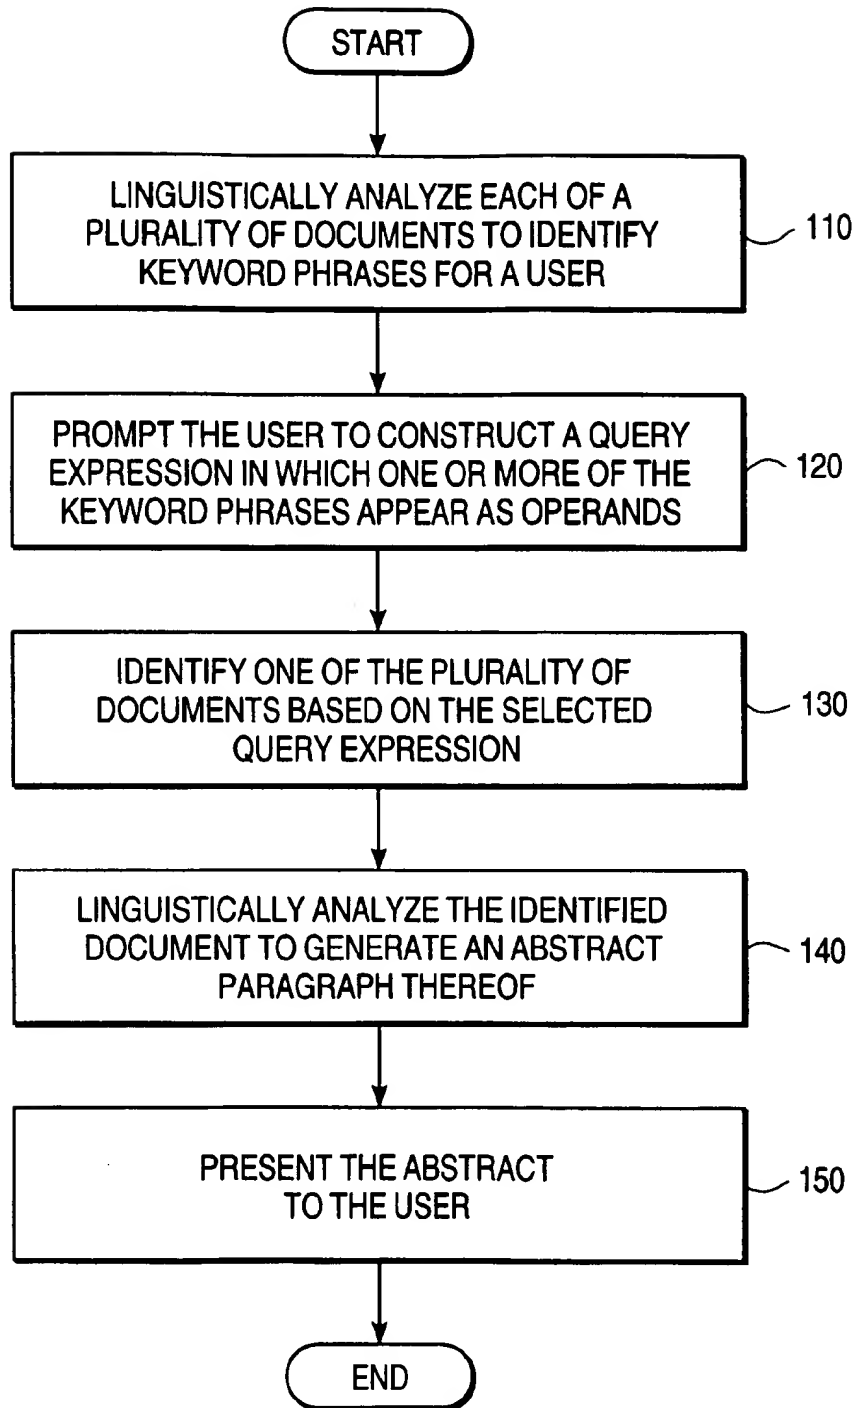 START
LINGUISTICALLY ANALYZE EACH OF A
PLURALITY OF DOCUMENTS TO IDENTIFY
KEYWORD PHRASES FOR A USER
110
PROMPT THE USER TO CONSTRUCT A QUERY
EXPRESSION IN WHICH ONE OR MORE OF THE
KEYWORD PHRASES APPEAR AS OPERANDS
120
IDENTIFY ONE OF THE PLURALITY OF
DOCUMENTS BASED ON THE SELECTED
QUERY EXPRESSION
130
LINGUISTICALLY ANALYZE THE IDENTIFIED
DOCUMENT TO GENERATE AN ABSTRACT
PARAGRAPH THEREOF
140
PRESENT THE ABSTRACT
TO THE USER
150
END